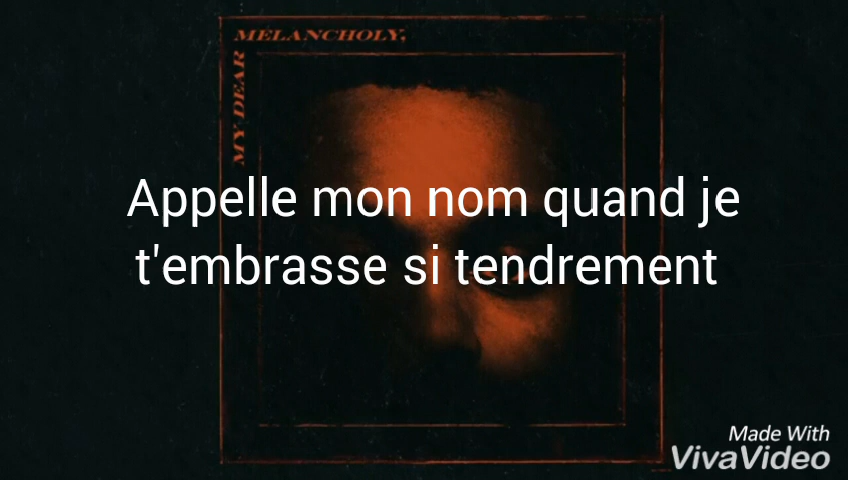 MELANCHOLY,
MY DEAR
Appelle mon nom quand je
t'embrasse si tendrement
Made With
VivaVideo